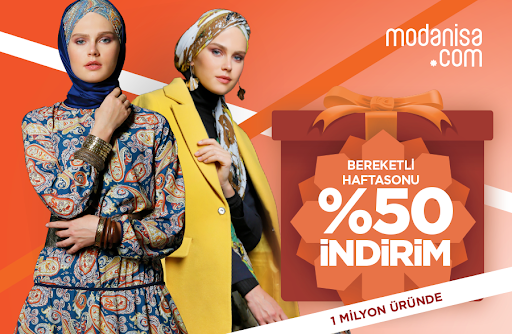 modanisa
.com
BEREKETLİ
HAFTASONU
%50
İNDİRİM
1 MİLYON ÜRÜNDE